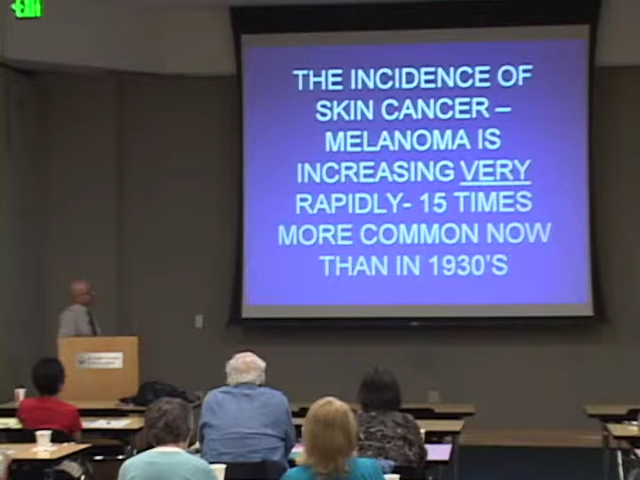 EXIT
THE INCIDENCE OF
SKIN CANCER –
MELANOMA IS
INCREASING VERY
RAPIDLY- 15 TIMES
MORE COMMON NOW
THAN IN 1930'S